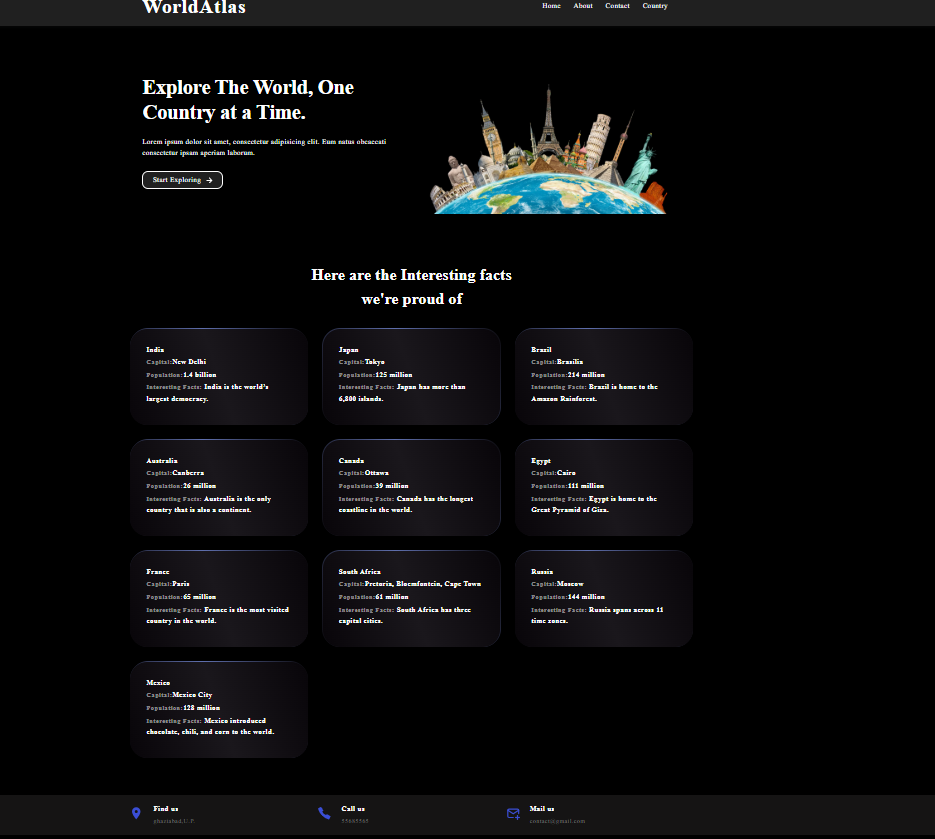 WorldAtlas
Home About Contact Country
Explore The World, One
Country at a Time.
Lorem ipsum dolor sit amet, consectetur adipisicing elit. Eum natus obcaecati
consectetur ipsam aperiam laborum.
Start Exploring →
Here are the Interesting facts
we're proud of
India
Capital:New Delhi
Population:1.4 billion
Interesting Facts: India is the world's
largest democracy.
Japan
Capital:Tokyo
Population:125 million
Interesting Facts: Japan has more than
6,800 islands.
Brazil
Capital:Brasília
Population:214 million
Interesting Facts: Brazil is home to the
Amazon Rainforest.
Australia
Capital:Canberra
Population:26 million
Interesting Facts: Australia is the only
country that is also a continent.
Canada
Capital:Ottawa
Population:39 million
Interesting Facts: Canada has the longest
coastline in the world.
Egypt
Capital:Cairo
Population:111 million
Interesting Facts: Egypt is home to the
Great Pyramid of Giza.
France
Capital:Paris
Population:65 million
Interesting Facts: France is the most visited
country in the world.
South Africa
Capital:Pretoria, Bloemfontein, Cape Town
Population:61 million
Interesting Facts: South Africa has three
capital cities.
Russia
Capital:Moscow
Population:144 million
Interesting Facts: Russia spans across 11
time zones.
Mexico
Capital:Mexico City
Population:128 million
Interesting Facts: Mexico introduced
chocolate, chili, and corn to the world.
Find us
ghaziabad,U.P.
Call us
Mail us
contact@gmail.com